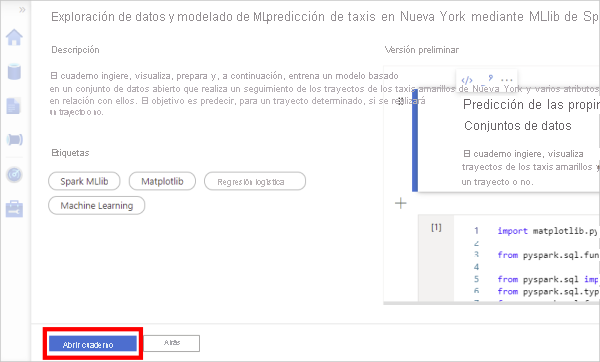 »
Exploración de datos y modelado de ML predicción de taxis en Nueva York mediante MLlib de Sp
Descripción
El cuaderno ingiere, visualiza, prepara y, a continuación, entrena un modelo basado
en un conjunto de datos abierto que realiza un seguimiento de los trayectos de los taxis amarillos de Nueva York y varios atributos
en relación con ellos. El objetivo es predecir, para un trayecto determinado, si se realizará
un trayecto o no.
Etiquetas
Spark MLlib
Matplotlib
Regresión logística
Machine Learning
Versión preliminar
</> ...
Predicción de las propin
Conjuntos de datos
El cuaderno ingiere, visualiza
trayectos de los taxis amarillos y
un trayecto o no.
+
[1]
1 import matplotlib.py
2
3 from pyspark.sql.fun
4
5 from pyspark.sql imp
6 from pyspark.sql.typ
Abrir cuaderno
Atrás